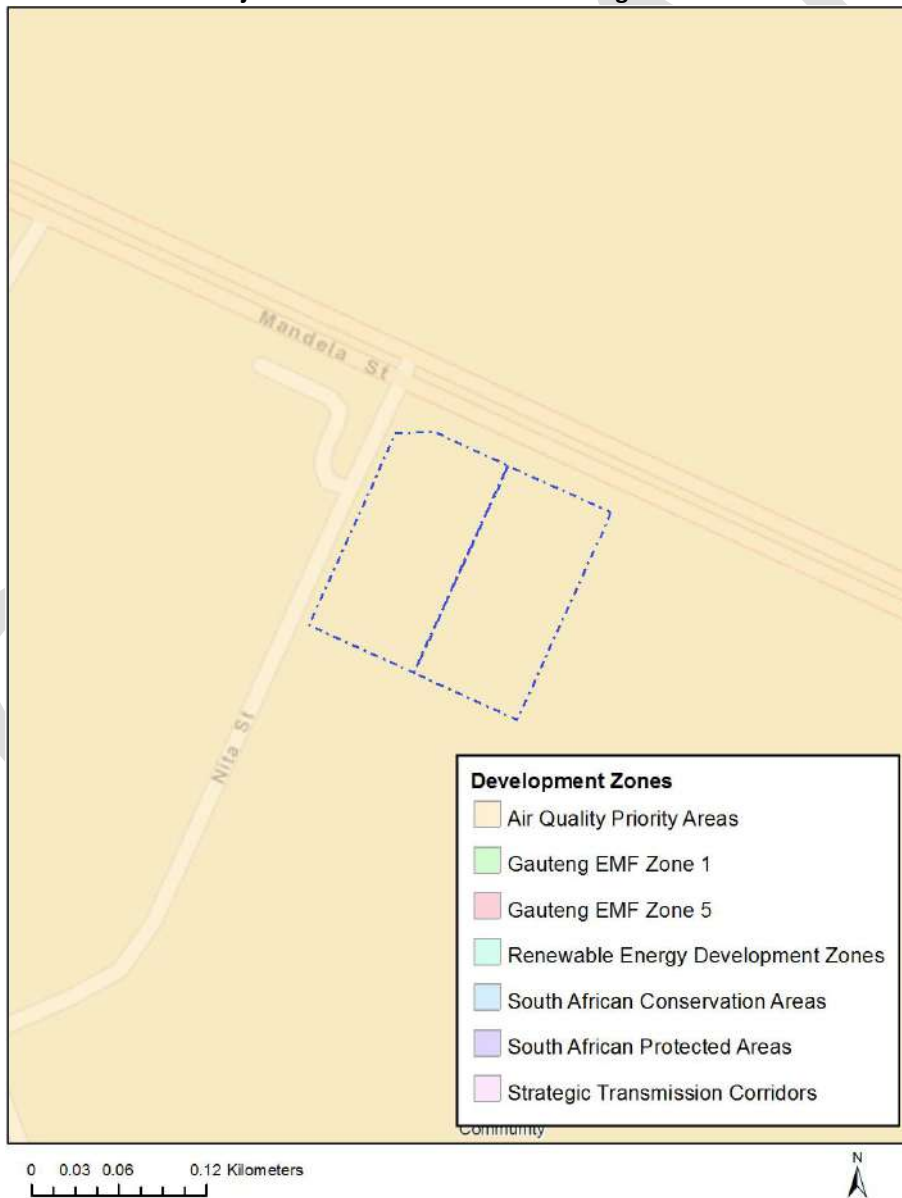 Mandela St
Nita St
Development Zones
Air Quality Priority Areas
Gauteng EMF Zone 1
Gauteng EMF Zone 5
Renewable Energy Development Zones
South African Conservation Areas
South African Protected Areas
Strategic Transmission Corridors
Community
0 0.03 0.06 0.12 Kilometers
N